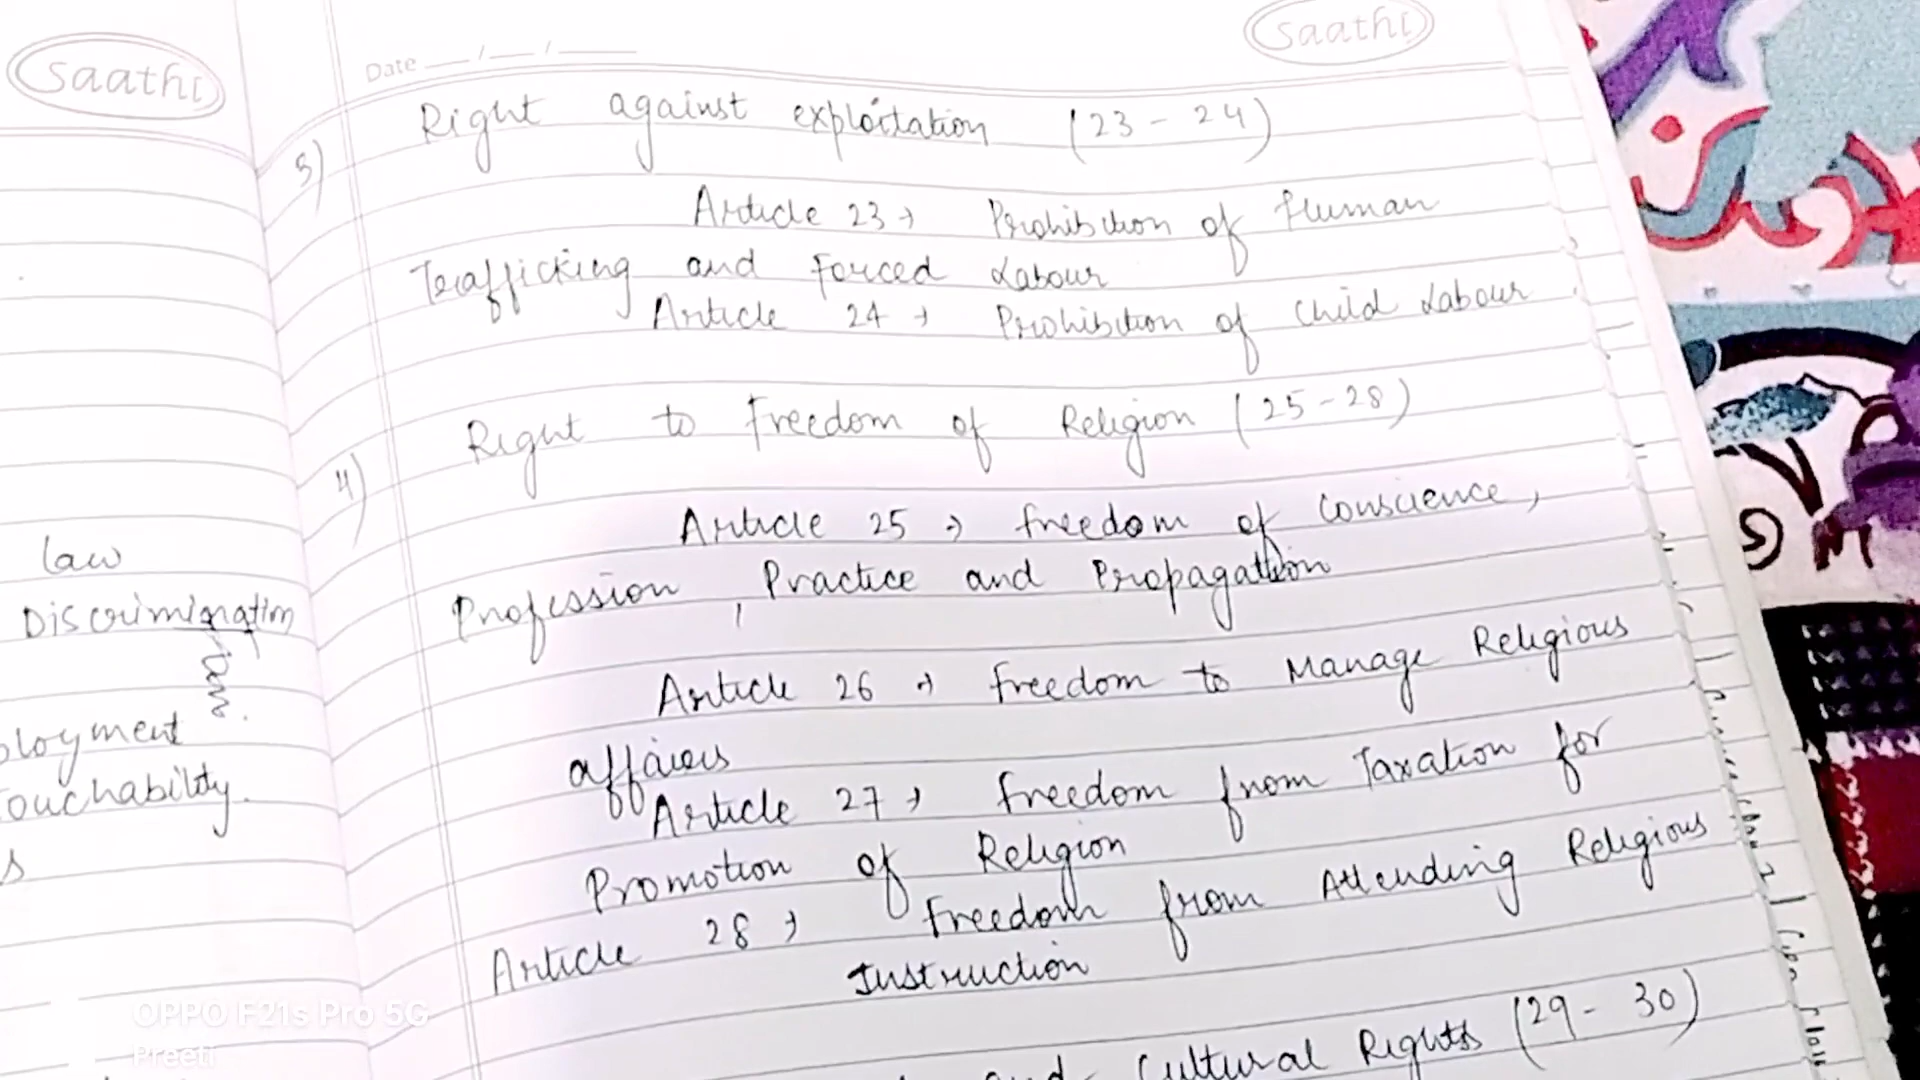 saathi
law
Discrimination
ployment
ouchability.
s
saathi
Date
3) Right against exploitation (23 - 24)
Article 23 → Prohibition of Human
Trafficking and Forced Labour
Article 24 → Prohibition of Child Labour.
4) Right to Freedom of Religion (25-28)
Article 25 → freedom of conscience,
Profession, Practice and Propagation
Article 26 → freedom to Manage Religious
affairs
Article 27 → freedom from Taxation for
Promotion of Religion
Article 28 → Freedom from Attending Religious
Instruction
and Cultural Rights (29- 30)
OPPO F21s Pro 5G
Preeti